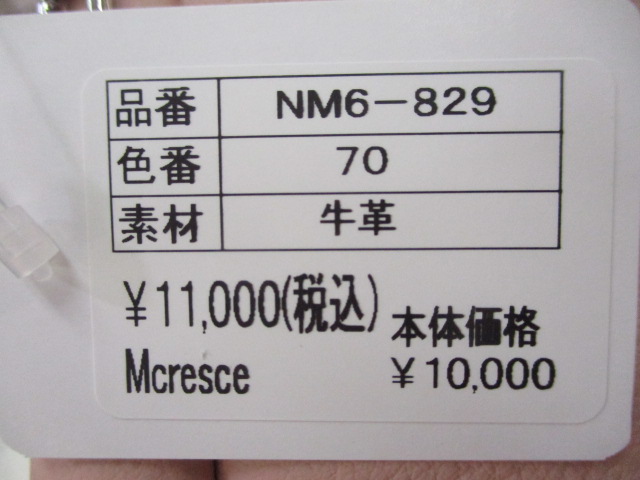 品番 NM6-829
色番 70
素材 牛革
¥11,000(税込)
本体価格
Mcresce
¥10,000